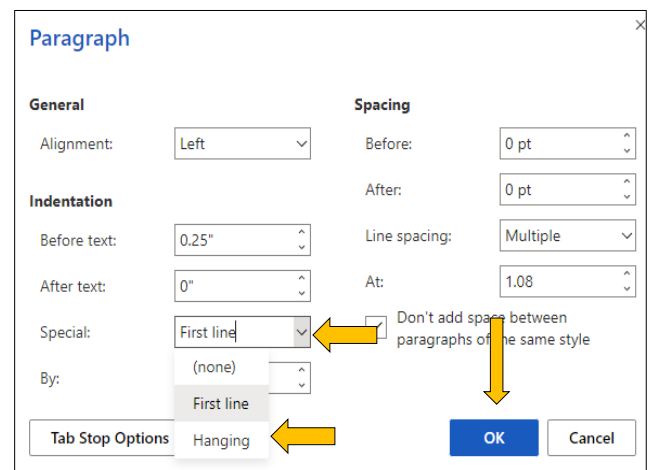 Paragraph
General
Alignment:
Left
Indentation
Before text:
0.25"
After text:
0"
Special:
First line
(none)
First line
Hanging
By:
Tab Stop Options
Spacing
Before:
0 pt
After:
0 pt
Line spacing:
Multiple
At:
1.08
Don't add space between
paragraphs of the same style
OK
Cancel